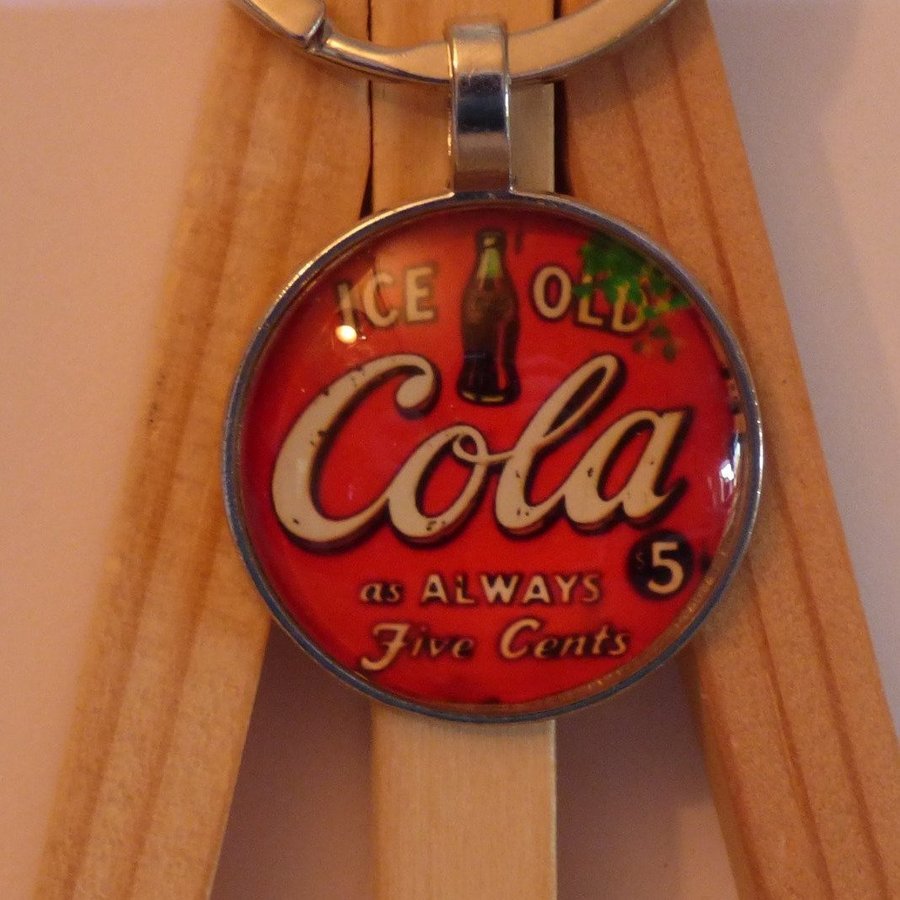 ICE OLD
Cola
$5
as ALWAYS
Five Cents